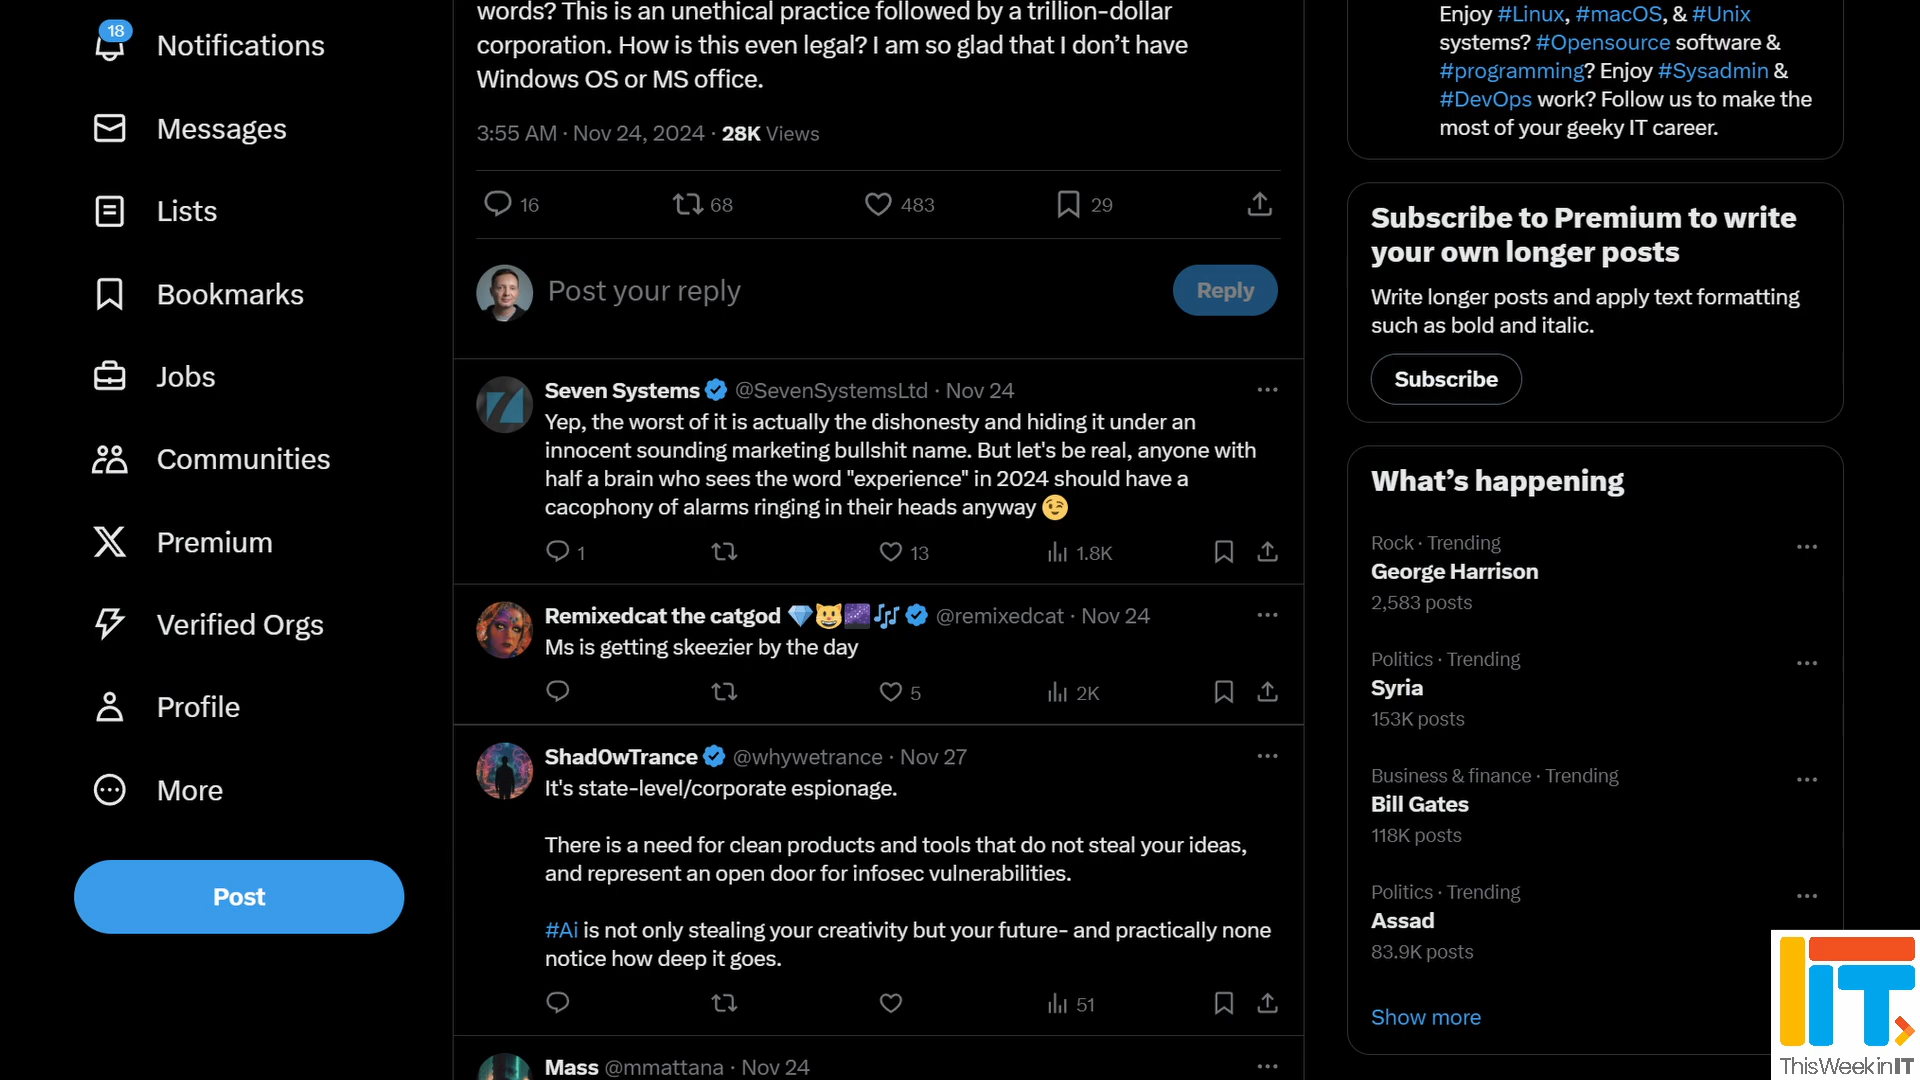 18
Notifications
Messages
Lists
Bookmarks
Jobs
Communities
Premium
Verified Orgs
Profile
More
Post
words? This is an unethical practice followed by a trillion-dollar
corporation. How is this even legal? I am so glad that I don’t have
Windows OS or MS office.
3:55 AM · Nov 24, 2024 · 28K Views
16 68 483 29
Post your reply
Reply
Seven Systems @SevenSystemsLtd · Nov 24
Yep, the worst of it is actually the dishonesty and hiding it under an
innocent sounding marketing bullshit name. But let's be real, anyone with
half a brain who sees the word "experience" in 2024 should have a
cacophony of alarms ringing in their heads anyway 😉
1 13 1.8K
Remixedcat the catgod 💎😺🌌🎶 @remixedcat · Nov 24
Ms is getting skeezier by the day
5 2K
Shad0wTrance @whywetrance · Nov 27
It's state-level/corporate espionage.
There is a need for clean products and tools that do not steal your ideas,
and represent an open door for infosec vulnerabilities.
#Ai is not only stealing your creativity but your future- and practically none
notice how deep it goes.
51
Mass @mmattana · Nov 24
Enjoy #Linux, #macOS, & #Unix
systems? #Opensource software &
#programming? Enjoy #Sysadmin &
#DevOps work? Follow us to make the
most of your geeky IT career.
Subscribe to Premium to write
your own longer posts
Write longer posts and apply text formatting
such as bold and italic.
Subscribe
What’s happening
Rock · Trending
George Harrison
2,583 posts
Politics · Trending
Syria
153K posts
Business & finance · Trending
Bill Gates
118K posts
Politics · Trending
Assad
83.9K posts
Show more
IIT
ThisWeekinIT